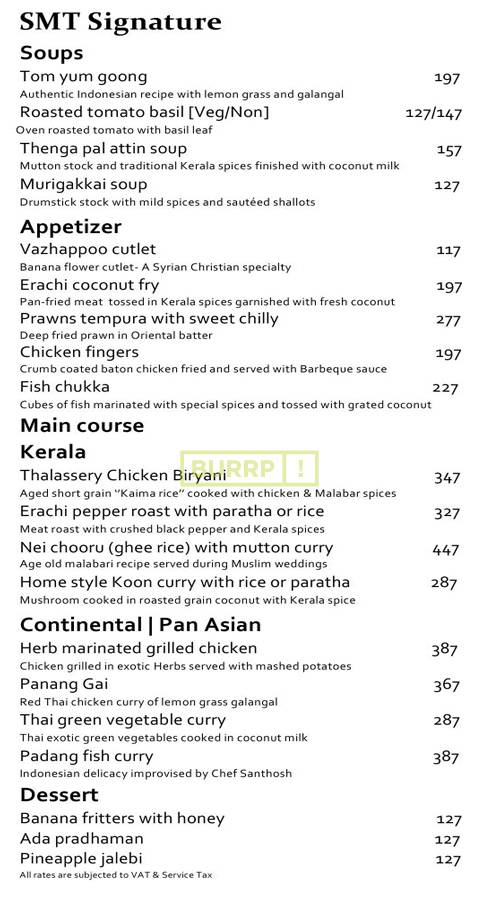 SMT Signature
Soups
Tom yum goong 197
Authentic Indonesian recipe with lemon grass and galangal
Roasted tomato basil [Veg/Non] 127/147
Oven roasted tomato with basil leaf
Thenga pal attin soup 157
Mutton stock and traditional Kerala spices finished with coconut milk
Murigakkai soup 127
Drumstick stock with mild spices and sautéed shallots
Appetizer
Vazhappoo cutlet 117
Banana flower cutlet- A Syrian Christian specialty
Erachi coconut fry 197
Pan-fried meat tossed in Kerala spices garnished with fresh coconut
Prawns tempura with sweet chilly 277
Deep fried prawn in Oriental batter
Chicken fingers 197
Crumb coated baton chicken fried and served with Barbeque sauce
Fish chukka 227
Cubes of fish marinated with special spices and tossed with grated coconut
Main course
Kerala
BURRP !
Thalassery Chicken Biryani 347
Aged short grain “Kaima rice” cooked with chicken & Malabar spices
Erachi pepper roast with paratha or rice 327
Meat roast with crushed black pepper and Kerala spices
Nei chooru (ghee rice) with mutton curry 447
Age old malabari recipe served during Muslim weddings
Home style Koon curry with rice or paratha 287
Mushroom cooked in roasted grain coconut with Kerala spice
Continental | Pan Asian
Herb marinated grilled chicken 387
Chicken grilled in exotic Herbs served with mashed potatoes
Panang Gai 367
Red Thai chicken curry of lemon grass galangal
Thai green vegetable curry 287
Thai exotic green vegetables cooked in coconut milk
Padang fish curry 387
Indonesian delicacy improvised by Chef Santhosh
Dessert
Banana fritters with honey 127
Ada pradhaman 127
Pineapple jalebi 127
All rates are subjected to VAT & Service Tax